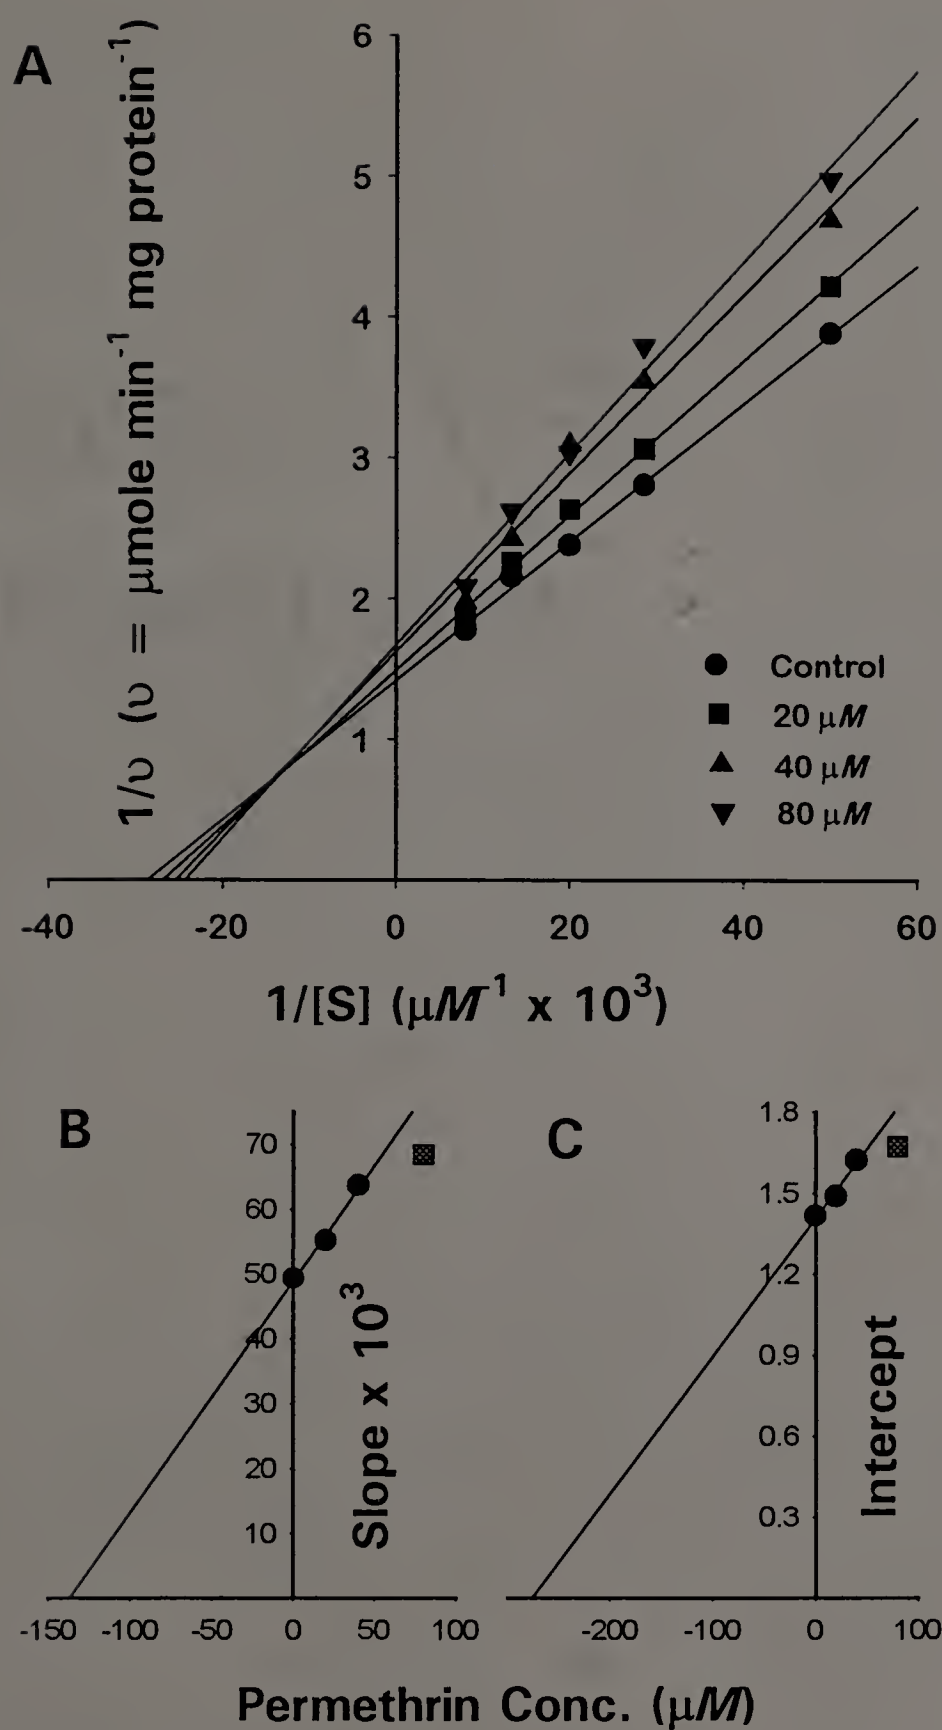 A
1/υ (υ = μmole min⁻¹ mg protein⁻¹)
6
5
4
3
2
1
-40 -20 0 20 40 60
1/[S] (μM⁻¹ x 10³)
Control
20 μM
40 μM
80 μM
B
Slope x 10³
70
60
50
40
30
20
10
-150 -100 -50 0 50 100
C
Intercept
1.8
1.5
1.2
0.9
0.6
0.3
-200 -100 0 100
Permethrin Conc. (μM)